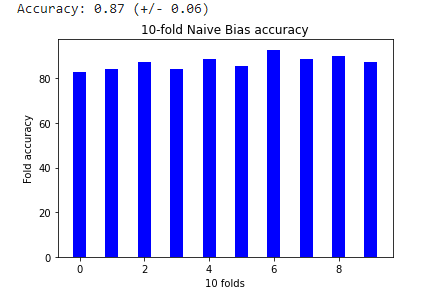 Accuracy: 0.87 (+/- 0.06)
10-fold Naive Bias accuracy
80
60
40
20
0
Fold accuracy
0 2 4 6 8
10 folds